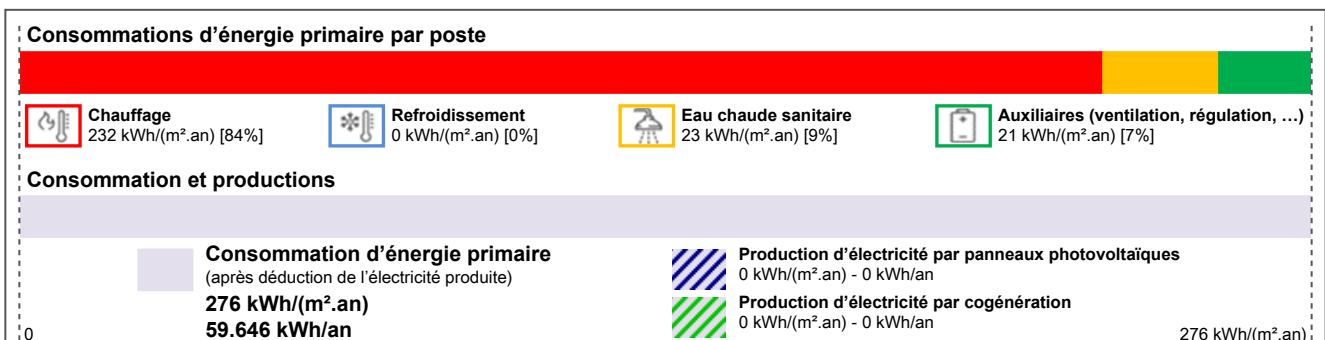 Consommations d'énergie primaire par poste
Chauffage
232 kWh/(m².an) [84%]
Refroidissement
0 kWh/(m².an) [0%]
Eau chaude sanitaire
23 kWh/(m².an) [9%]
Auxiliaires (ventilation, régulation, …)
21 kWh/(m².an) [7%]
Consommation et productions
Consommation d'énergie primaire
(après déduction de l'électricité produite)
276 kWh/(m².an)
59.646 kWh/an
Production d'électricité par panneaux photovoltaïques
0 kWh/(m².an) - 0 kWh/an
Production d'électricité par cogénération
0 kWh/(m².an) - 0 kWh/an
0
276 kWh/(m².an)